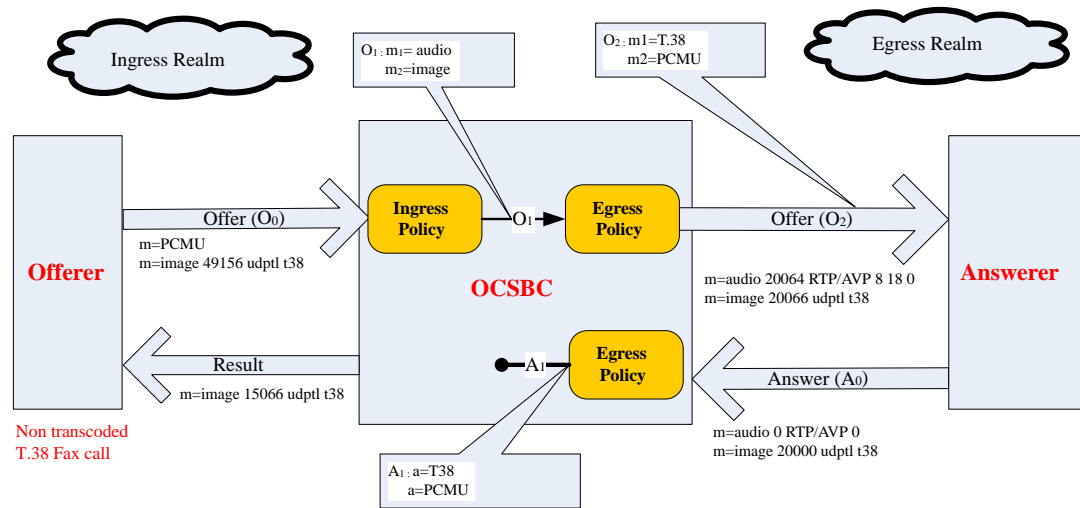 Ingress Realm
O1 : m1= audio
m2=image
O2 : m1=T.38
m2=PCMU
Egress Realm
Offer (O0)
m=PCMU
m=image 49156 udptl t38
Ingress
Policy
O1
Egress
Policy
Offer (O2)
m=audio 20064 RTP/AVP 8 18 0
m=image 20066 udptl t38
Offerer
OCSBC
Answerer
Result
m=image 15066 udptl t38
A1
Egress
Policy
Answer (A0)
m=audio 0 RTP/AVP 0
m=image 20000 udptl t38
Non transcoded
T.38 Fax call
A1 : a=T38
a=PCMU